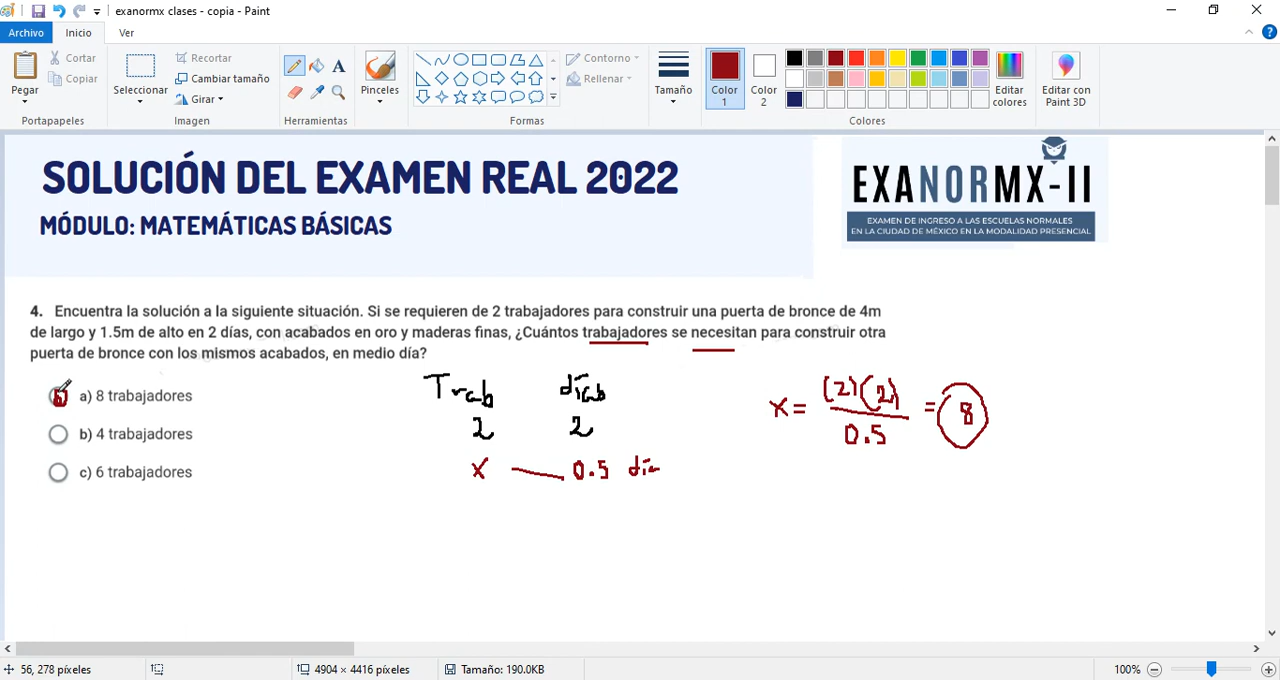 exanormx clases - copia - Paint
Archivo Inicio Ver
Pegar
Cortar
Copiar
Portapapeles
Seleccionar
Recortar
Cambiar tamaño
Girar
Imagen
Herramientas
Pinceles
Contorno
Rellenar
Formas
Tamaño
Color 1
Color 2
Editar colores
Editar con Paint 3D
Colores
SOLUCIÓN DEL EXAMEN REAL 2022
MÓDULO: MATEMÁTICAS BÁSICAS
EXANORMX-II
EXAMEN DE INGRESO A LAS ESCUELAS NORMALES
EN LA CIUDAD DE MÉXICO EN LA MODALIDAD PRESENCIAL
4. Encuentra la solución a la siguiente situación. Si se requieren de 2 trabajadores para construir una puerta de bronce de 4m
de largo y 1.5m de alto en 2 días, con acabados en oro y maderas finas, ¿Cuántos trabajadores se necesitan para construir otra
puerta de bronce con los mismos acabados, en medio día?
a) 8 trabajadores
b) 4 trabajadores
c) 6 trabajadores
Trab días
2 2
x 0.5 día
x = (2)(2) / 0.5 = 8
56, 278 píxeles
4904 × 4416 píxeles
Tamaño: 190.0KB
100%